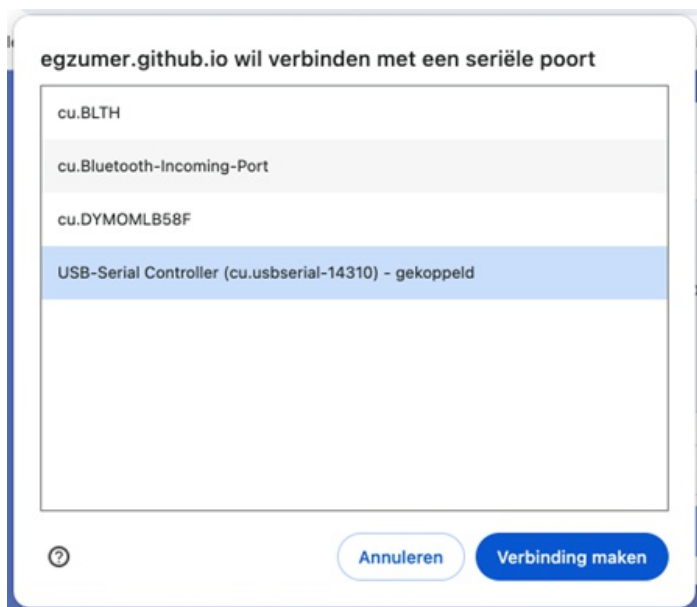 egzumer.github.io wil verbinden met een seriële poort
cu.BLTH
cu.Bluetooth-Incoming-Port
cu.DYMOMLB58F
USB-Serial Controller (cu.usbserial-14310) - gekoppeld
Annuleren
Verbinding maken